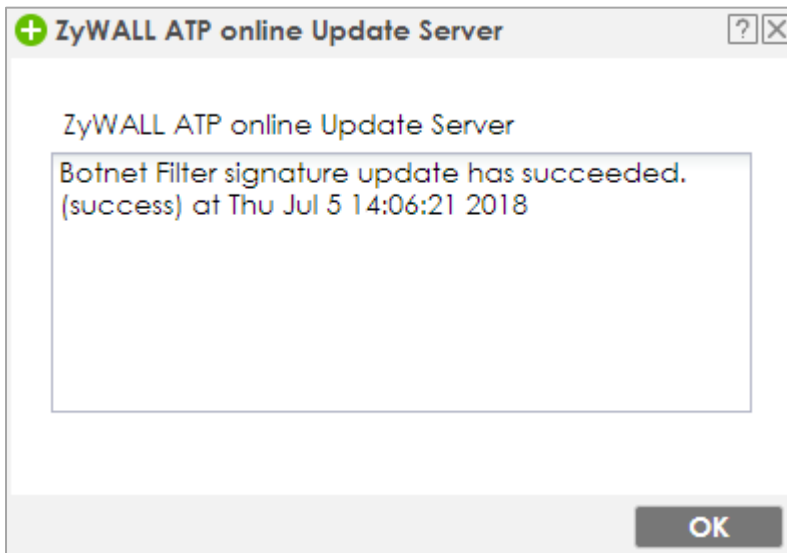 ZyWALL ATP online Update Server
ZyWALL ATP online Update Server
Botnet Filter signature update has succeeded.
(success) at Thu Jul 5 14:06:21 2018
OK